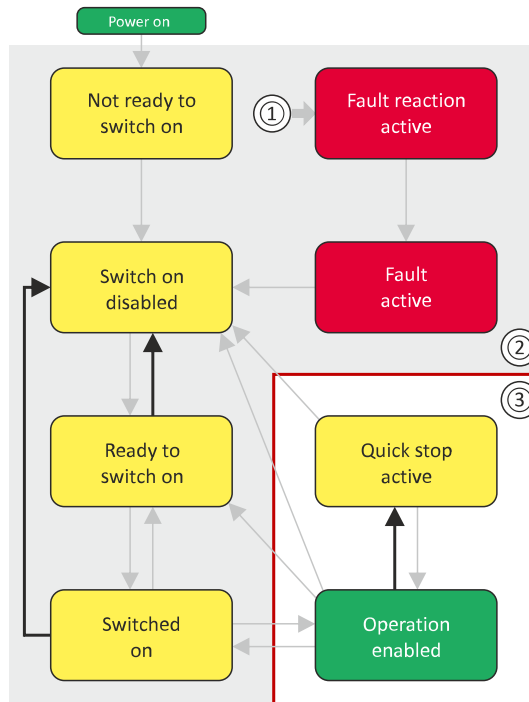 Power on
Not ready to
switch on
①
Fault reaction
active
Switch on
disabled
Fault
active
②
③
Ready to
switch on
Quick stop
active
Switched
on
Operation
enabled